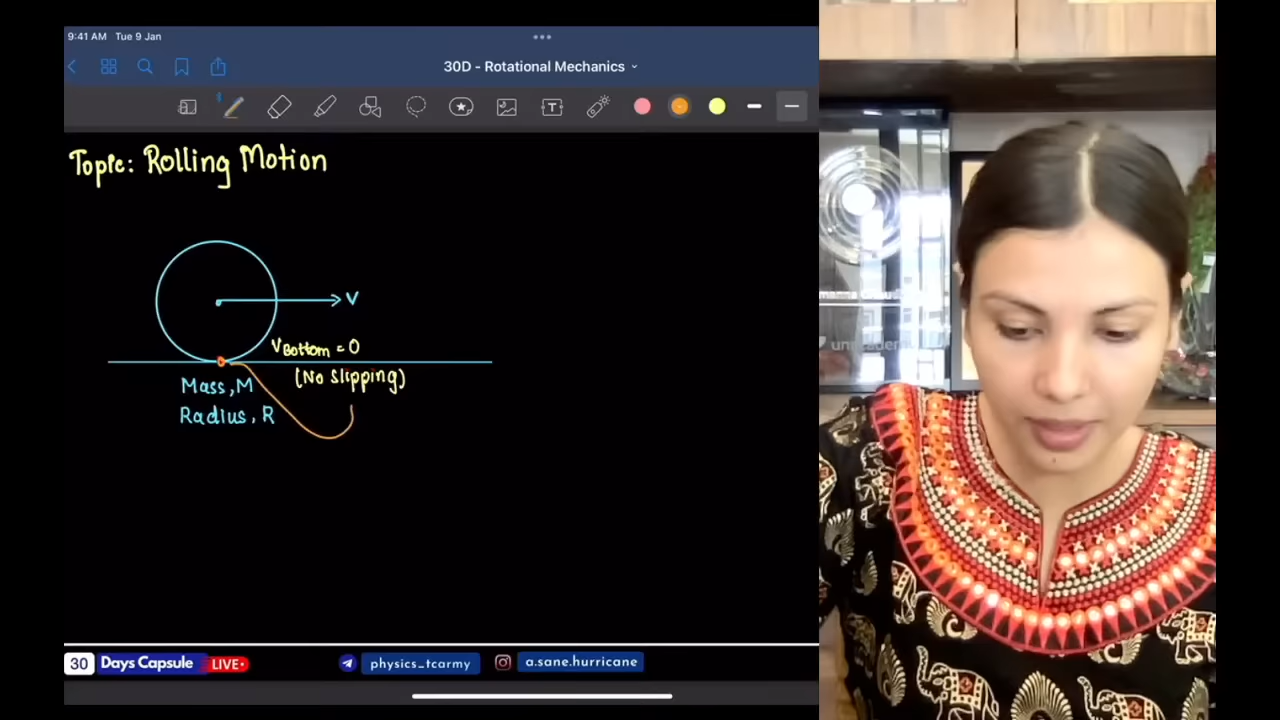 9:41 AM Tue 9 Jan
30D - Rotational Mechanics
Topic: Rolling Motion
V
V Bottom = 0
(No Slipping)
Mass, M
Radius, R
30 Days Capsule LIVE
physics_tcarmy
a.sane.hurricane